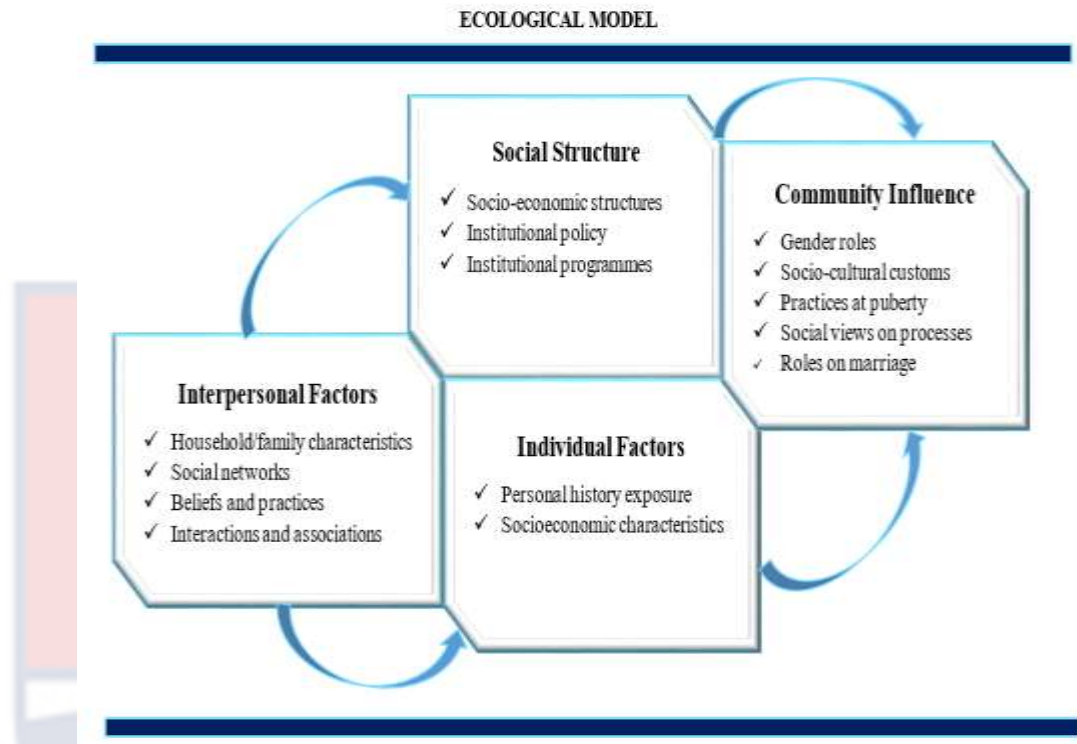 ECOLOGICAL MODEL
Social Structure
✓ Socio-economic structures
✓ Institutional policy
✓ Institutional programmes
Community Influence
✓ Gender roles
✓ Socio-cultural customs
✓ Practices at puberty
✓ Social views on processes
✓ Roles on marriage
Interpersonal Factors
✓ Household/family characteristics
✓ Social networks
✓ Beliefs and practices
✓ Interactions and associations
Individual Factors
✓ Personal history exposure
✓ Socioeconomic characteristics